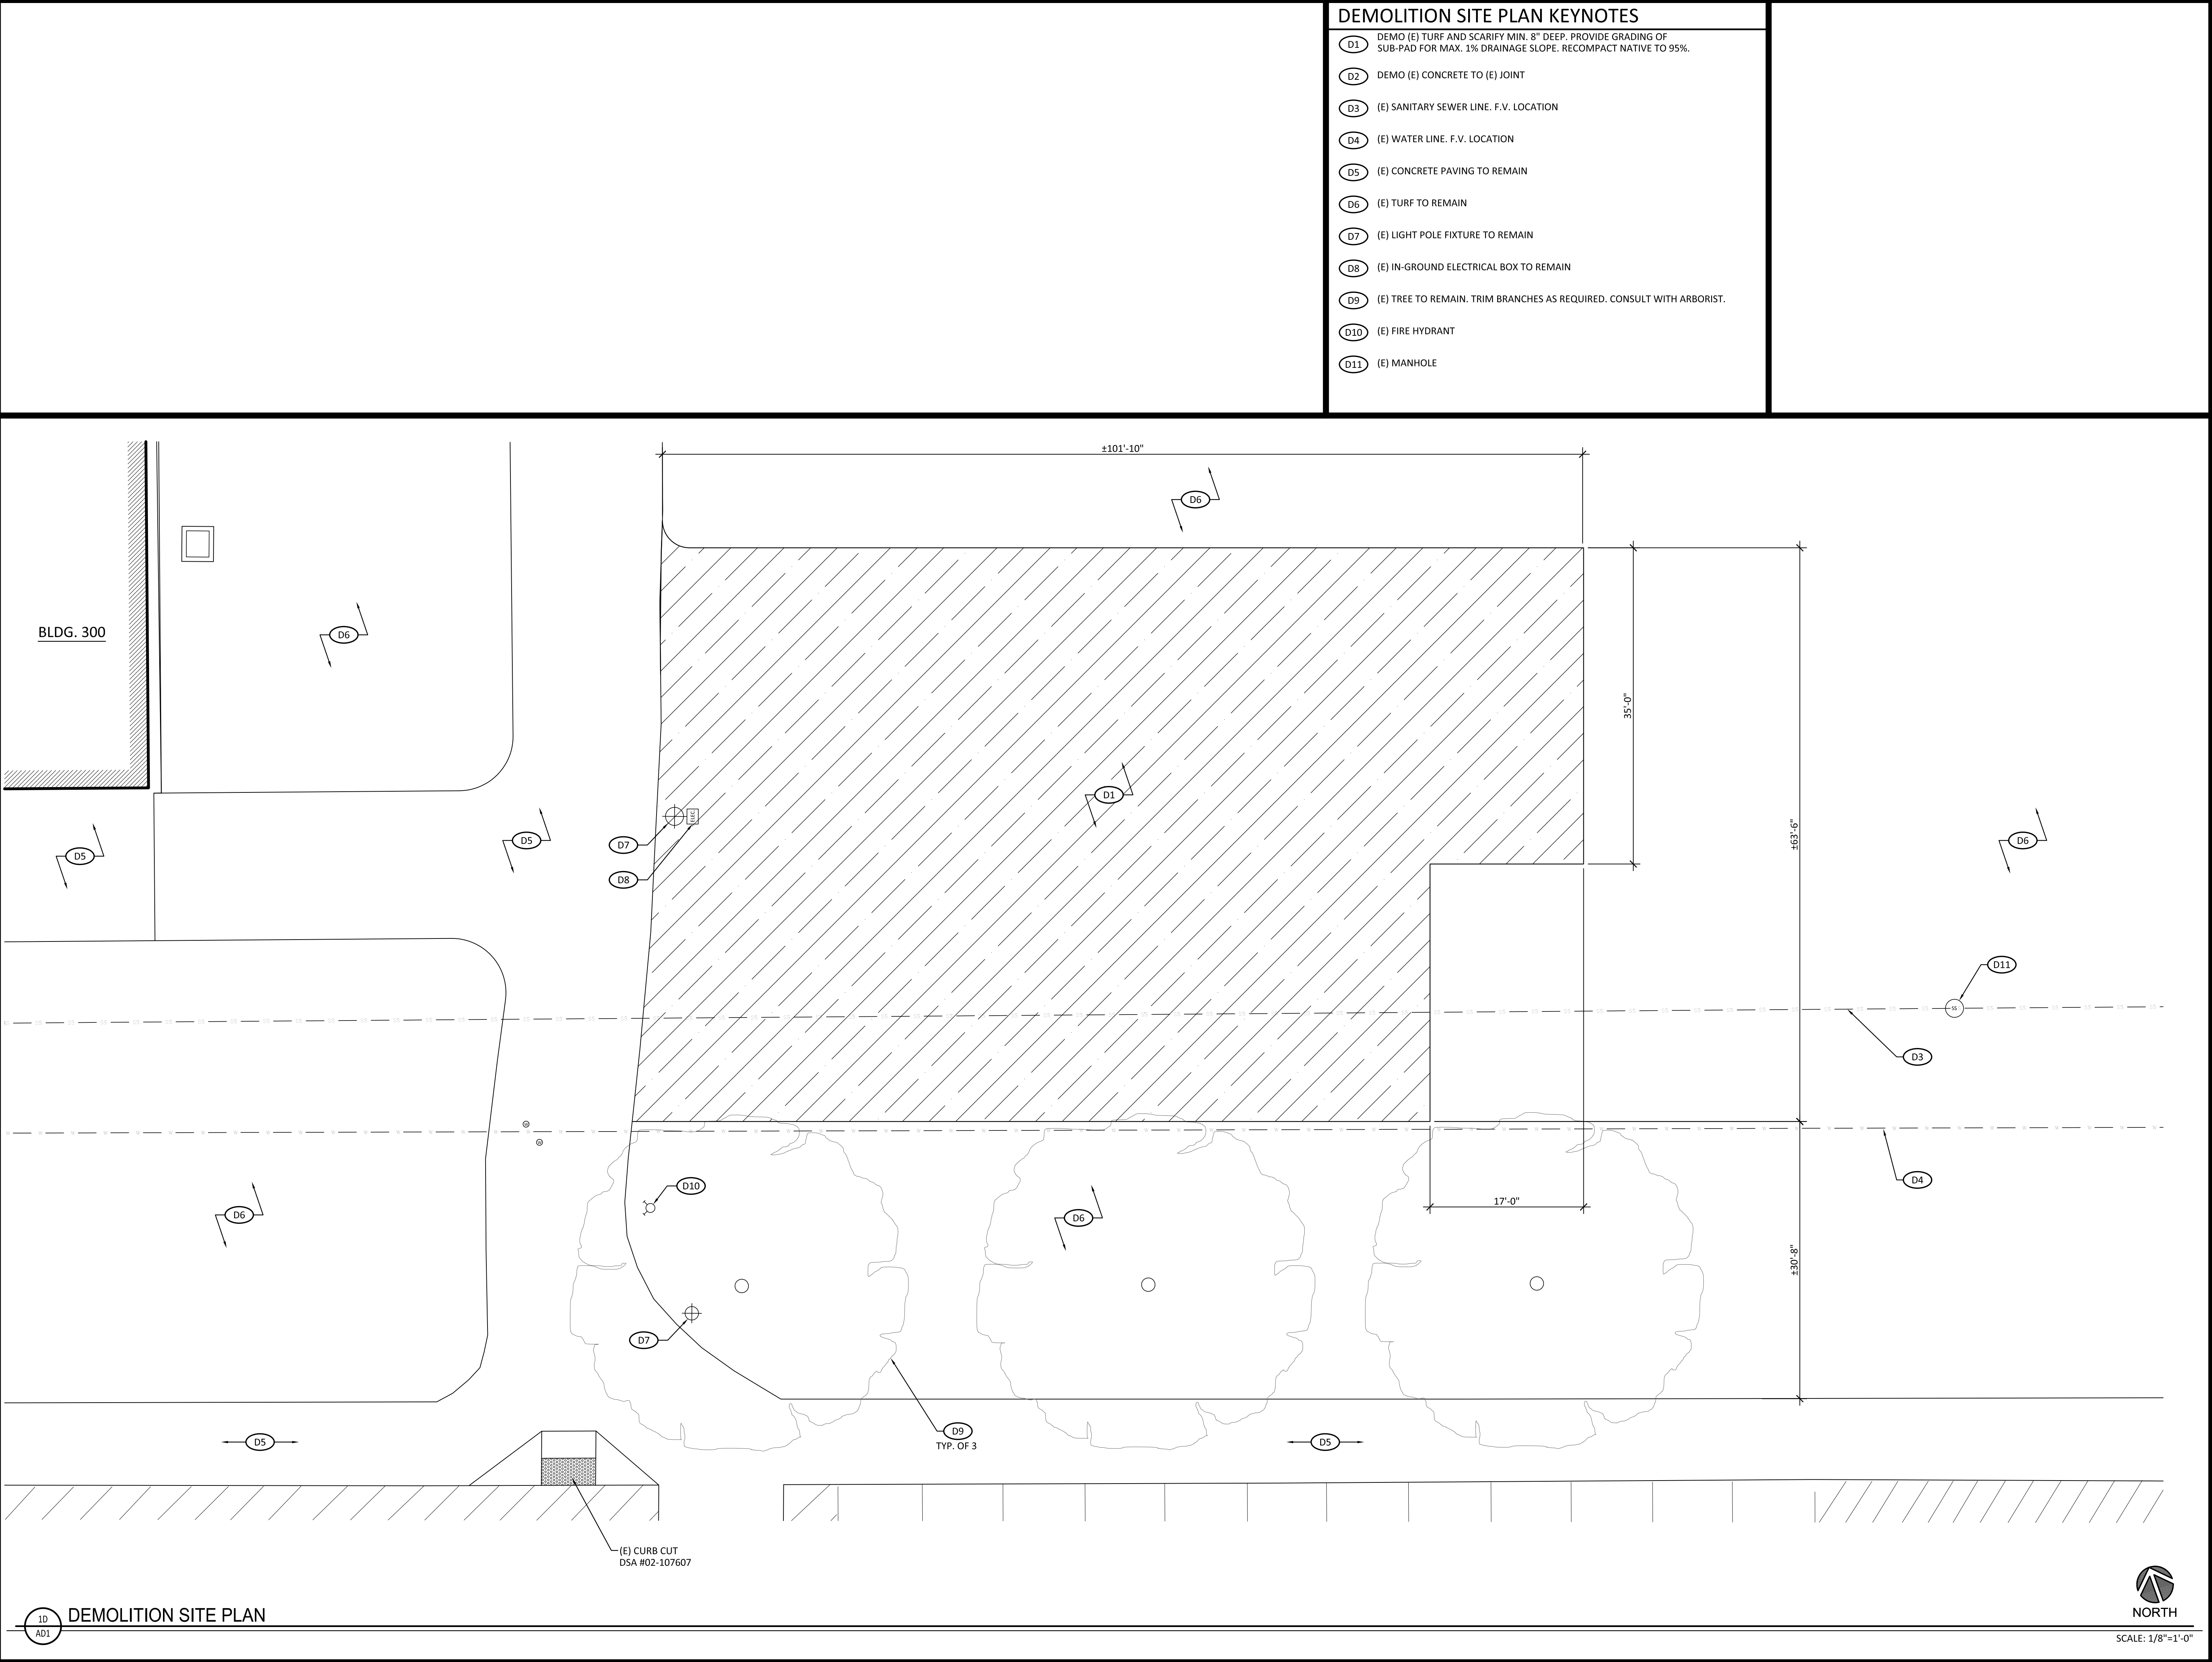 DEMOLITION SITE PLAN KEYNOTES
D1 DEMO (E) TURF AND SCARIFY MIN. 8" DEEP. PROVIDE GRADING OF
SUB-PAD FOR MAX. 1% DRAINAGE SLOPE. RECOMPACT NATIVE TO 95%.
D2 DEMO (E) CONCRETE TO (E) JOINT
D3 (E) SANITARY SEWER LINE. F.V. LOCATION
D4 (E) WATER LINE. F.V. LOCATION
D5 (E) CONCRETE PAVING TO REMAIN
D6 (E) TURF TO REMAIN
D7 (E) LIGHT POLE FIXTURE TO REMAIN
D8 (E) IN-GROUND ELECTRICAL BOX TO REMAIN
D9 (E) TREE TO REMAIN. TRIM BRANCHES AS REQUIRED. CONSULT WITH ARBORIST.
D10 (E) FIRE HYDRANT
D11 (E) MANHOLE
±101'-10"
D6
BLDG. 300
D6
35'-0"
D1
±63'-6"
D5
D5
D7
ELEC
D8
D6
D11
SS
D3
D10
D4
D6
D6
17'-0"
±30'-8"
D7
D9
TYP. OF 3
D5
D5
(E) CURB CUT
DSA #02-107607
NORTH
1D
AD1
DEMOLITION SITE PLAN
SCALE: 1/8"=1'-0"